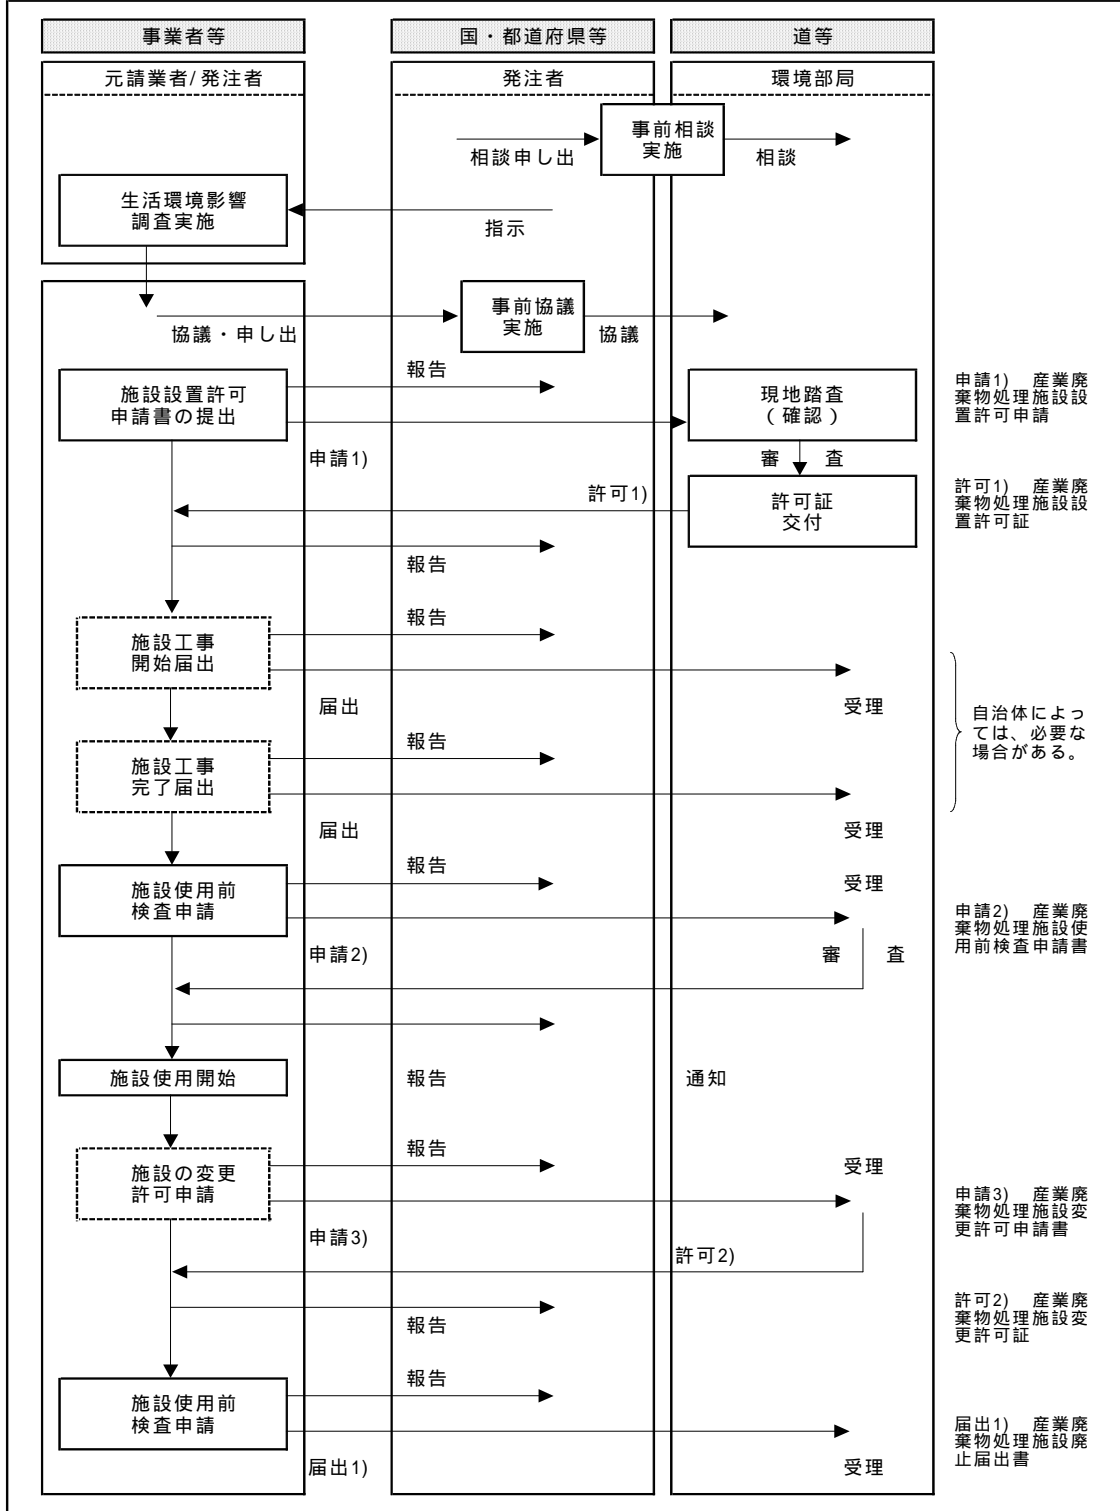 事業者等
国・都道府県等
道等
元請業者/発注者
発注者
環境部局
事前相談
実施
相談申し出
相談
生活環境影響
調査実施
指示
事前協議
実施
協議・申し出
協議
施設設置許可
申請書の提出
報告
現地踏査
(確認)
申請1) 産業廃
棄物処理施設設
置許可申請
申請1)
審 査
許可1)
許可証
交付
許可1) 産業廃
棄物処理施設設
置許可証
報告
施設工事
開始届出
報告
届出
受理
自治体によっ
ては、必要な
場合がある。
施設工事
完了届出
報告
届出
受理
施設使用前
検査申請
報告
受理
申請2) 産業廃
棄物処理施設使
用前検査申請書
申請2)
審 査
施設使用開始
報告
通知
施設の変更
許可申請
報告
受理
申請3) 産業廃
棄物処理施設変
更許可申請書
申請3)
許可2)
報告
許可2) 産業廃
棄物処理施設変
更許可証
施設使用前
検査申請
報告
届出1) 産業廃
棄物処理施設廃
止届出書
届出1)
受理